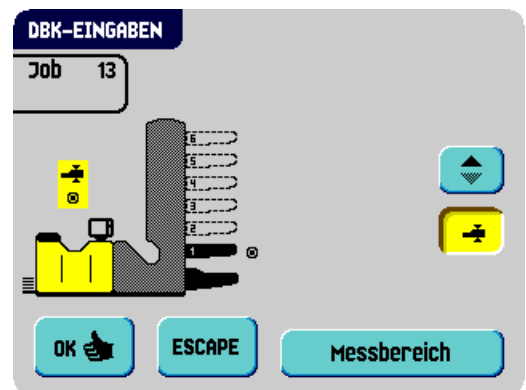 DBK-EINGABEN
Job 13
6
5
4
3
2
1
OK
ESCAPE
Messbereich